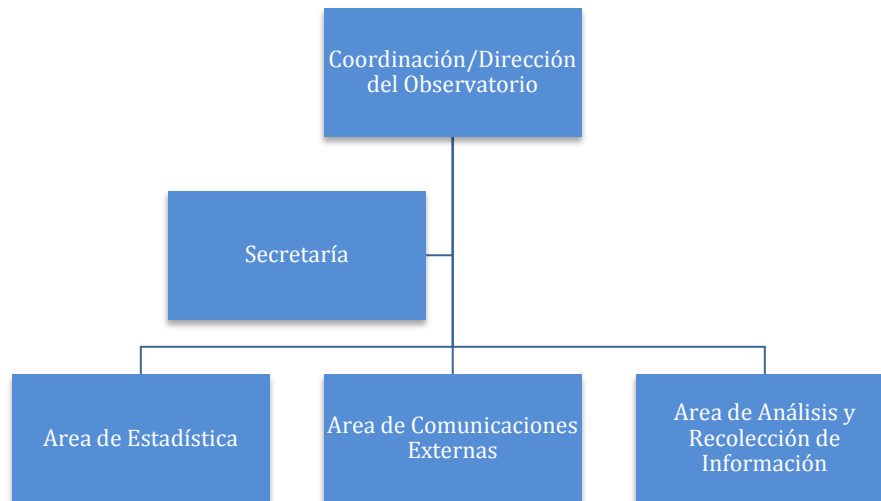 Coordinación/Dirección
del Observatorio
Secretaría
Area de Estadística
Area de Comunicaciones
Externas
Area de Análisis y
Recolección de
Información